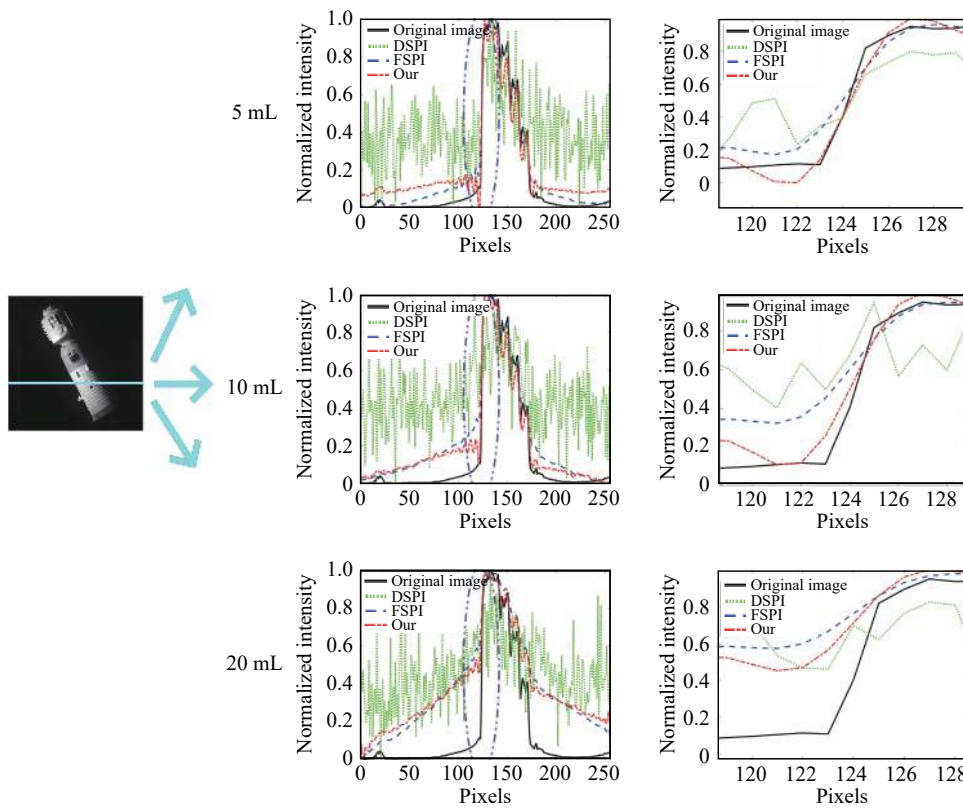 5 mL
Normalized intensity
1.0
0.8
0.6
0.4
0.2
0
Original image
DSPI
FSPI
Our
0 50 100 150 200 250
Pixels
Normalized intensity
0.8
0.6
0.4
0.2
0
Original image
DSPI
FSPI
Our
120 122 124 126 128
Pixels
10 mL
Normalized intensity
1.0
0.8
0.6
0.4
0.2
0
Original image
DSPI
FSPI
Our
0 50 100 150 200 250
Pixels
Normalized intensity
0.8
0.6
0.4
0.2
0
Original image
DSPI
FSPI
Our
120 122 124 126 128
Pixels
20 mL
Normalized intensity
1.0
0.8
0.6
0.4
0.2
0
Original image
DSPI
FSPI
Our
0 50 100 150 200 250
Pixels
Normalized intensity
0.8
0.6
0.4
0.2
0
Original image
DSPI
FSPI
Our
120 122 124 126 128
Pixels